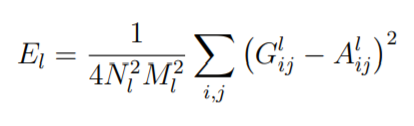 E_l = \frac{1}{4N_l^2 M_l^2} \sum_{i,j} \left( G_{ij}^l - A_{ij}^l \right)^2